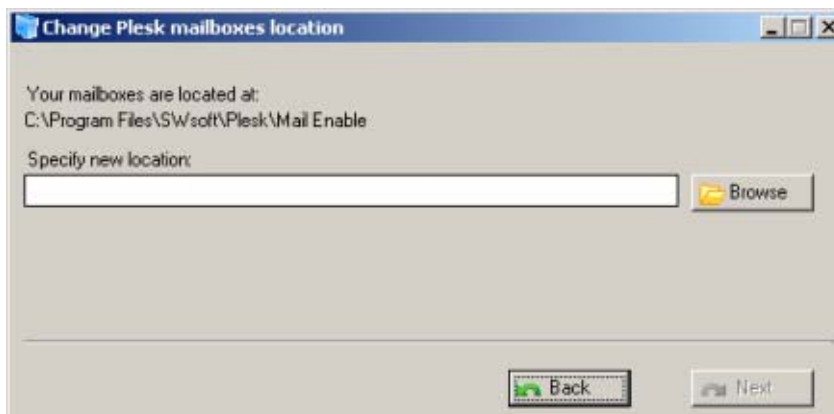 Change Plesk mailboxes location
Your mailboxes are located at:
C:\Program Files\SWsoft\Plesk\Mail Enable
Specify new location:
Browse
Back
Next